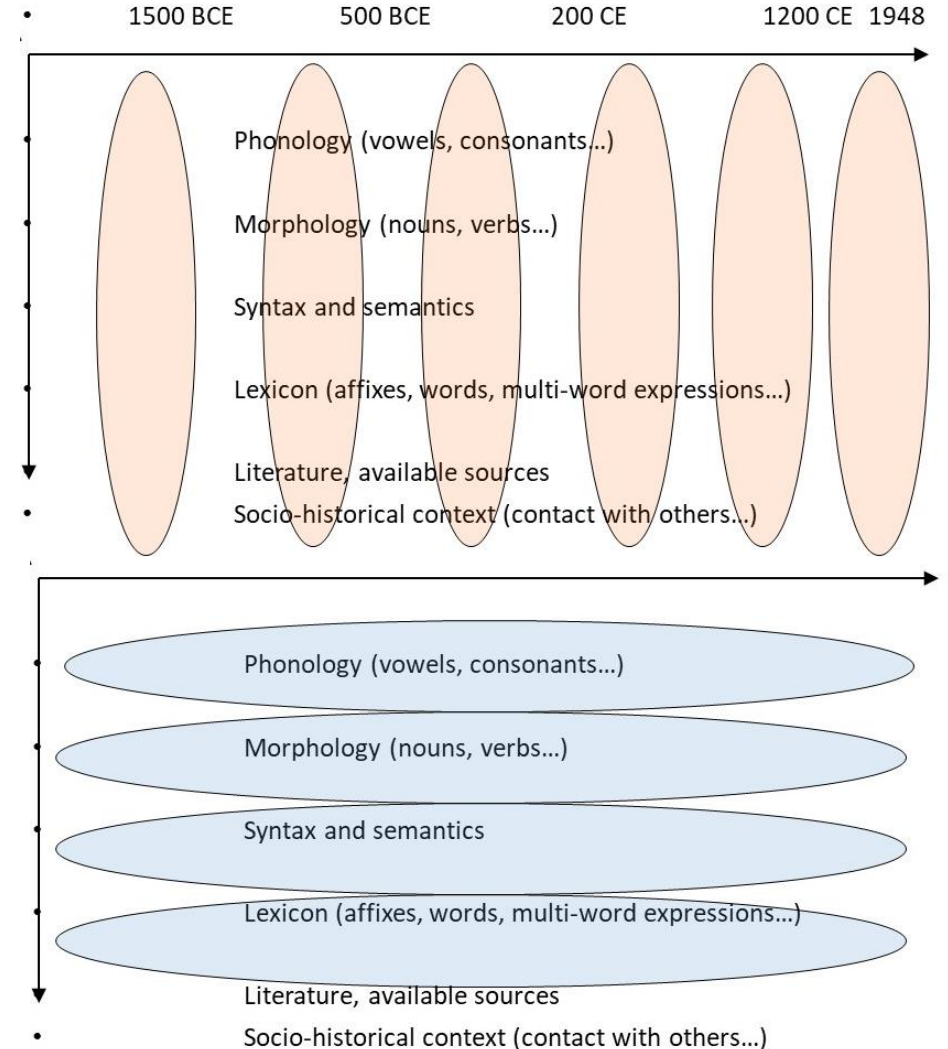 1500 BCE 500 BCE 200 CE 1200 CE 1948
Phonology (vowels, consonants…)
Morphology (nouns, verbs…)
Syntax and semantics
Lexicon (affixes, words, multi-word expressions…)
Literature, available sources
Socio-historical context (contact with others…)
Phonology (vowels, consonants…)
Morphology (nouns, verbs…)
Syntax and semantics
Lexicon (affixes, words, multi-word expressions…)
Literature, available sources
Socio-historical context (contact with others…)